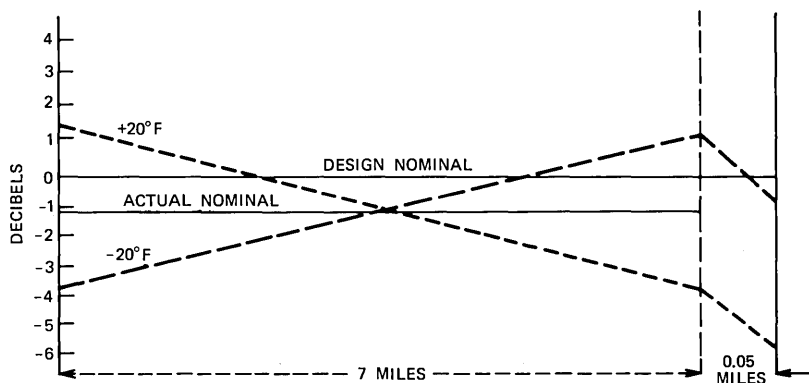 4
3
2
+20°F
1
DESIGN NOMINAL
0
ACTUAL NOMINAL
-1
-2
-20°F
-3
-4
-5
-6
DECIBELS
7 MILES
0.05
MILES